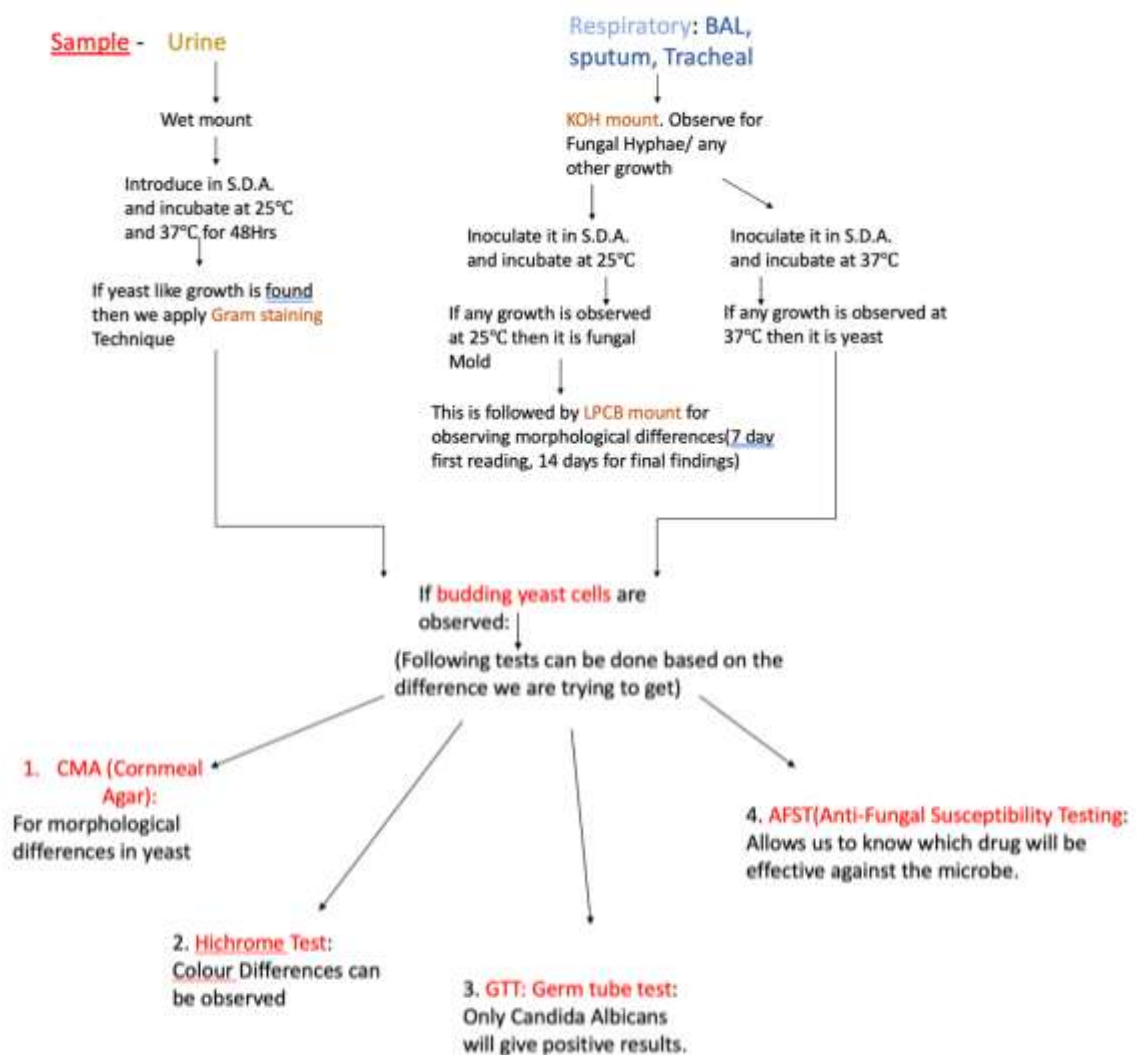 Sample - Urine
Wet mount
Introduce in S.D.A.
and incubate at 25°C
and 37°C for 48Hrs
If yeast like growth is found
then we apply Gram staining
Technique
Respiratory: BAL,
sputum, Tracheal
KOH mount. Observe for
Fungal Hyphae/ any
other growth
Inoculate it in S.D.A.
and incubate at 25°C
If any growth is observed
at 25°C then it is fungal
Mold
This is followed by LPCB mount for
observing morphological differences(7 day
first reading, 14 days for final findings)
Inoculate it in S.D.A.
and incubate at 37°C
If any growth is observed at
37°C then it is yeast
If budding yeast cells are
observed:
(Following tests can be done based on the
difference we are trying to get)
1. CMA (Cornmeal
Agar):
For morphological
differences in yeast
2. Hichrome Test:
Colour Differences can
be observed
3. GTT: Germ tube test:
Only Candida Albicans
will give positive results.
4. AFST(Anti-Fungal Susceptibility Testing:
Allows us to know which drug will be
effective against the microbe.